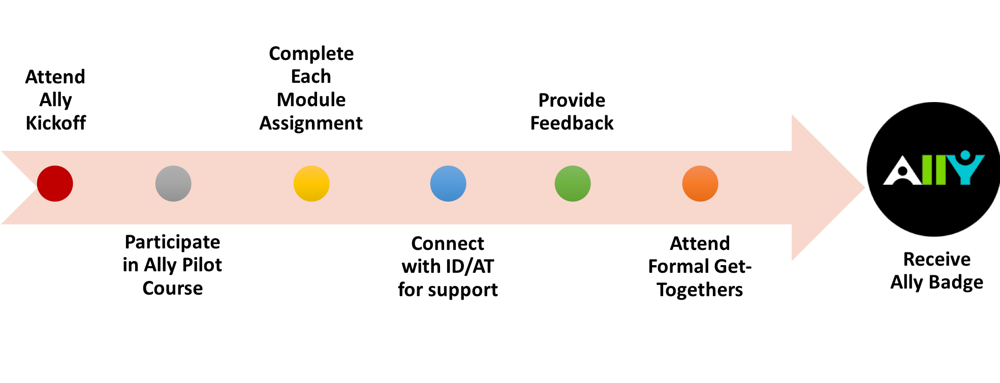 Attend
Ally
Kickoff
Participate
in Ally Pilot
Course
Complete
Each
Module
Assignment
Connect
with ID/AT
for support
Provide
Feedback
Attend
Formal Get-
Togethers
Ally
Receive
Ally Badge